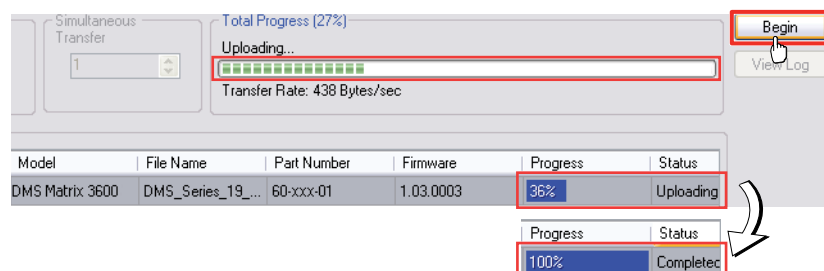 Simultaneous Transfer
1
Total Progress (27%)
Uploading...
Transfer Rate: 438 Bytes/sec
Begin
View Log
Model File Name Part Number Firmware Progress Status
DMS Matrix 3600 DMS_Series_19_... 60-xxx-01 1.03.0003 36% Uploading
Progress Status
100% Completec